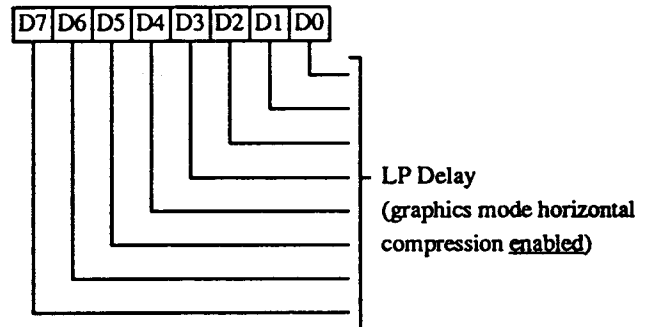 D7 D6 D5 D4 D3 D2 D1 D0
LP Delay
(graphics mode horizontal
compression enabled)